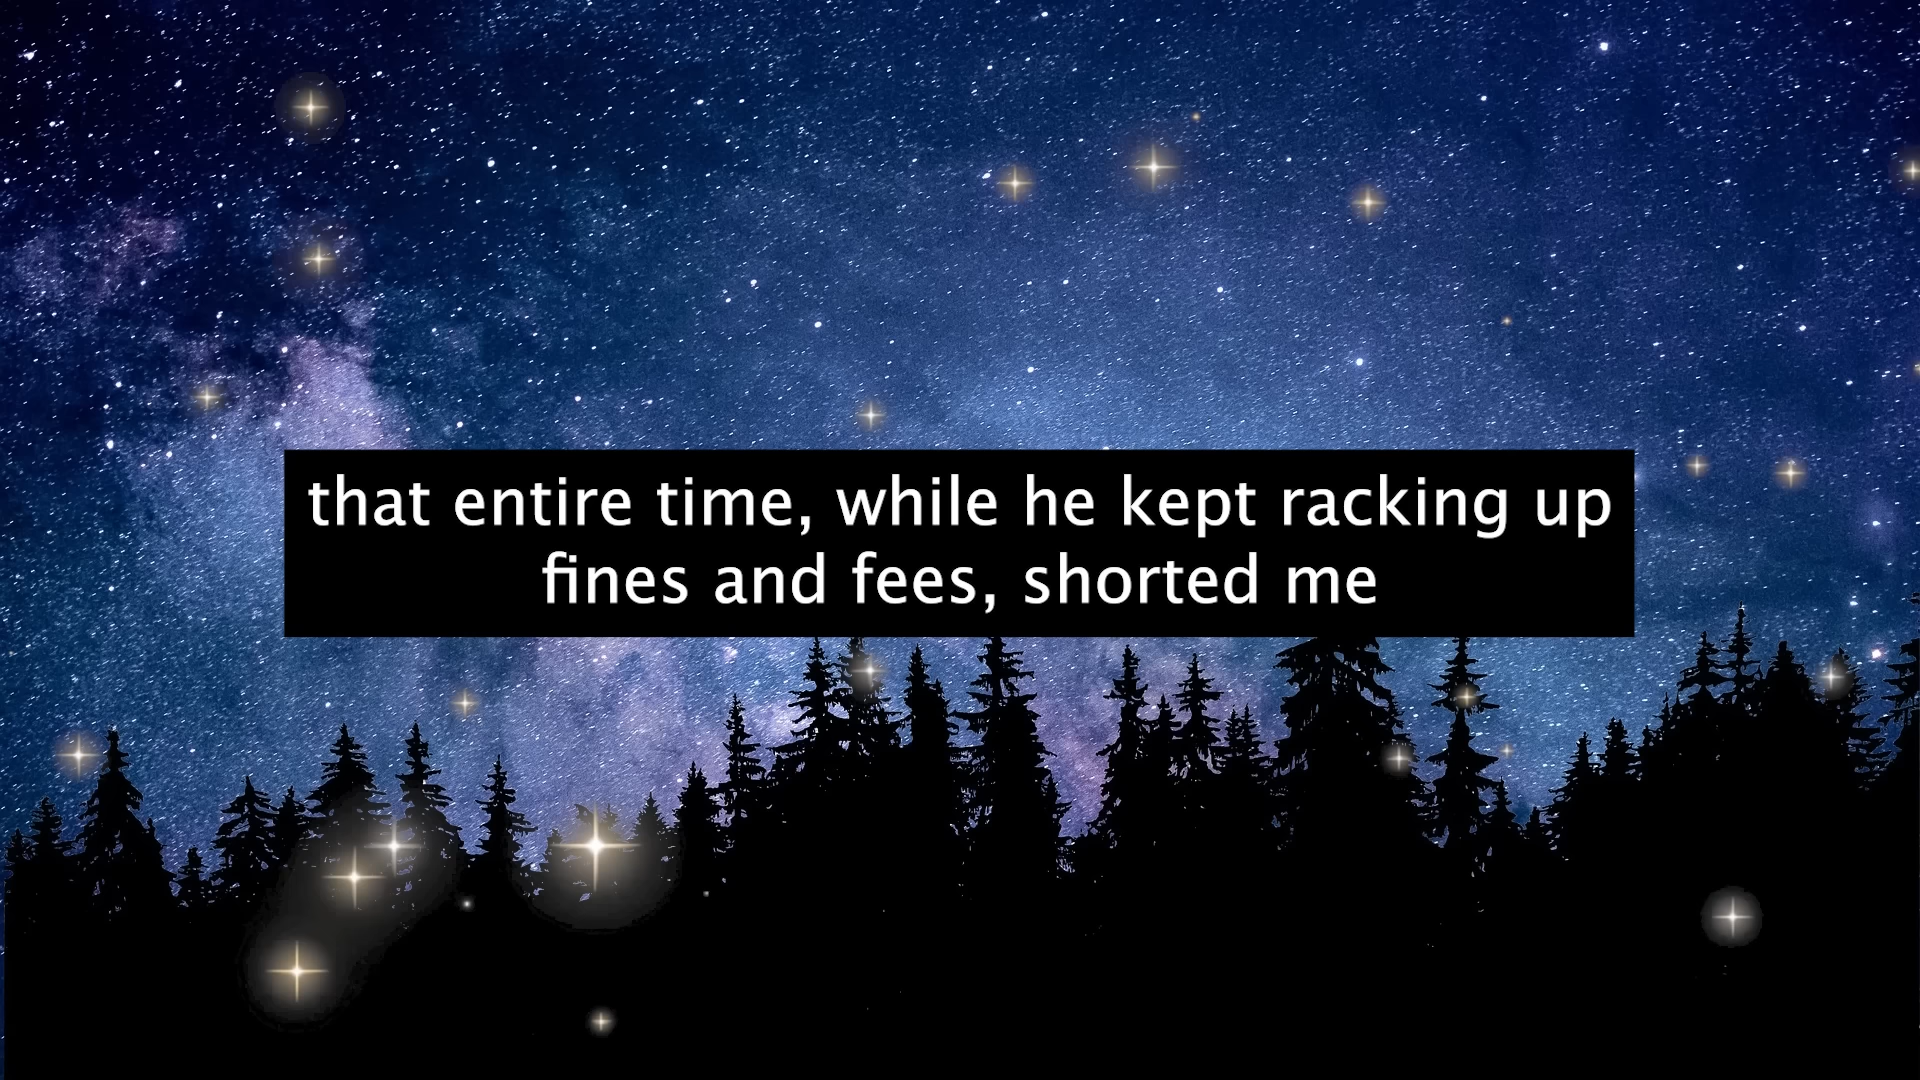 that entire time, while he kept racking up
fines and fees, shorted me